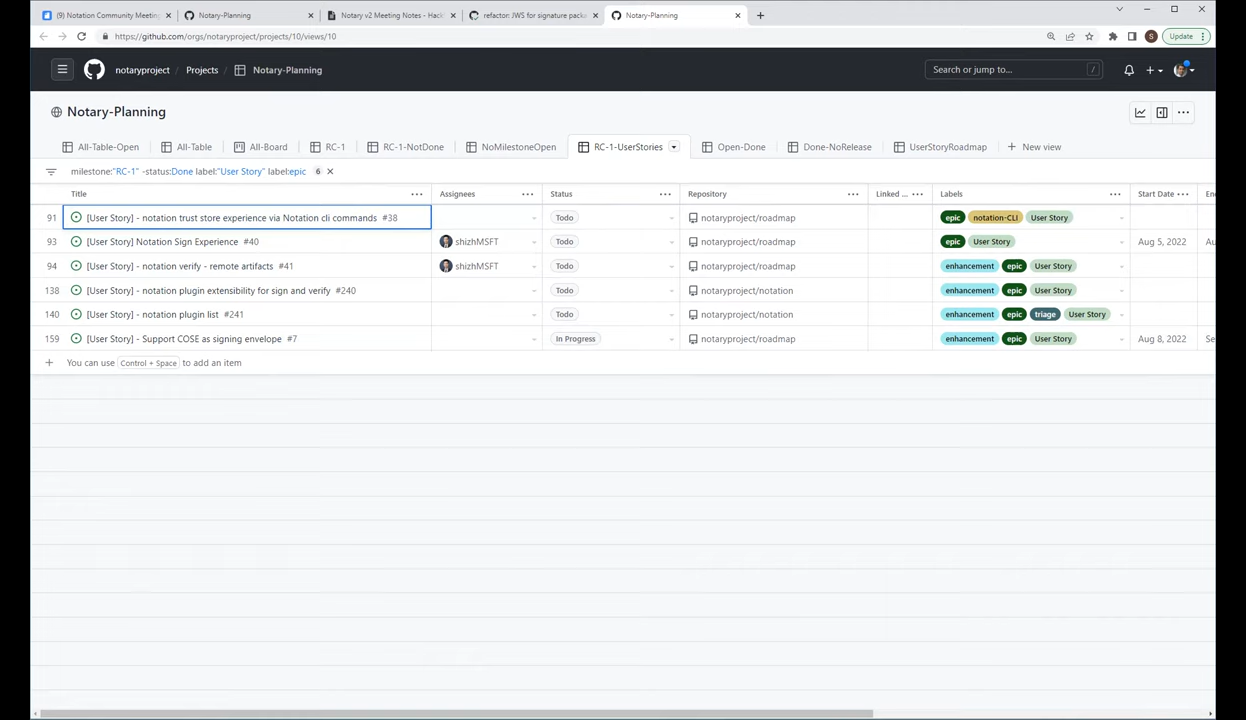 (9) Notation Community Meeting
Notary-Planning
Notary v2 Meeting Notes - Hack
refactor: JWS for signature pack
Notary-Planning
https://github.com/orgs/notaryproject/projects/10/views/10
Update
notaryproject Projects Notary-Planning
Search or jump to... /
Notary-Planning
All-Table-Open All-Table All-Board RC-1 RC-1-NotDone NoMilestoneOpen RC-1-UserStories Open-Done Done-NoRelease UserStoryRoadmap New view
milestone:"RC-1" -status:Done label:"User Story" label:epic 6
Title Assignees Status Repository Linked ... Labels Start Date En
91 [User Story] - notation trust store experience via Notation cli commands #38 Todo notaryproject/roadmap epic notation-CLI User Story
93 [User Story] Notation Sign Experience #40 shizhMSFT Todo notaryproject/roadmap epic User Story Aug 5, 2022 Au
94 [User Story] - notation verify - remote artifacts #41 shizhMSFT Todo notaryproject/roadmap enhancement epic User Story
138 [User Story] - notation plugin extensibility for sign and verify #240 Todo notaryproject/notation enhancement epic User Story
140 [User Story] - notation plugin list #241 Todo notaryproject/notation enhancement epic triage User Story
159 [User Story] - Support COSE as signing envelope #7 In Progress notaryproject/roadmap enhancement epic User Story Aug 8, 2022 Se
You can use Control + Space to add an item